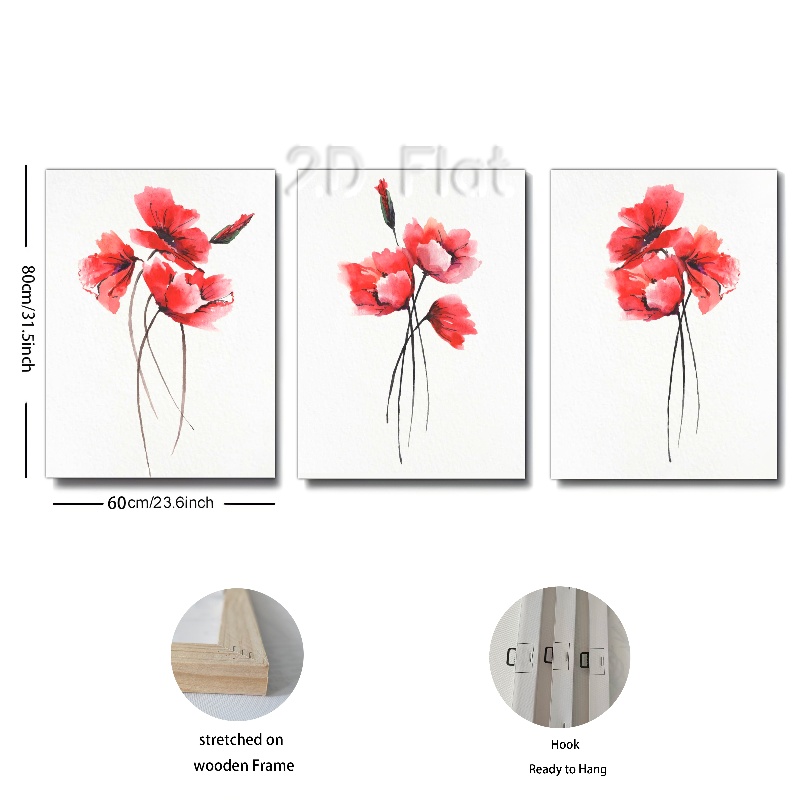 2D Flat
80cm/31.5inch
60cm/23.6inch
stretched on
wooden Frame
Hook
Ready to Hang